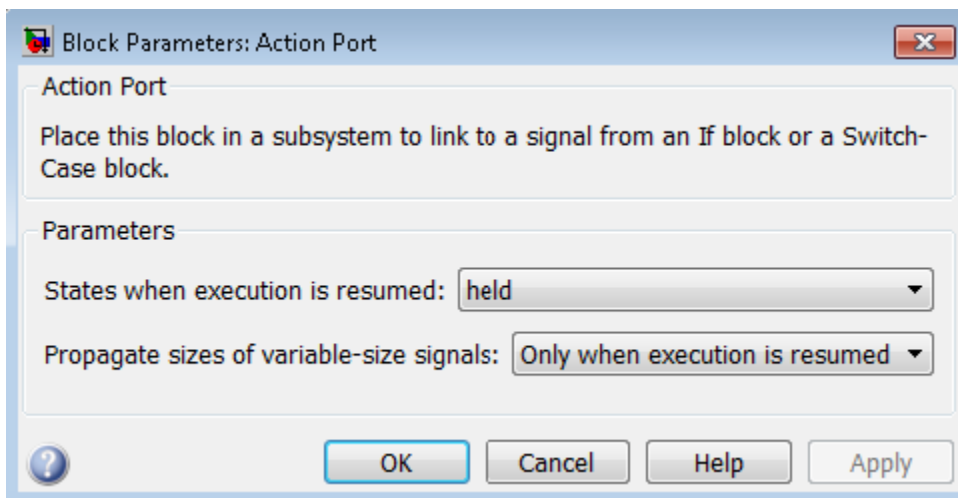 Block Parameters: Action Port
Action Port
Place this block in a subsystem to link to a signal from an If block or a Switch-
Case block.
Parameters
States when execution is resumed: held
Propagate sizes of variable-size signals: Only when execution is resumed
OK Cancel Help Apply